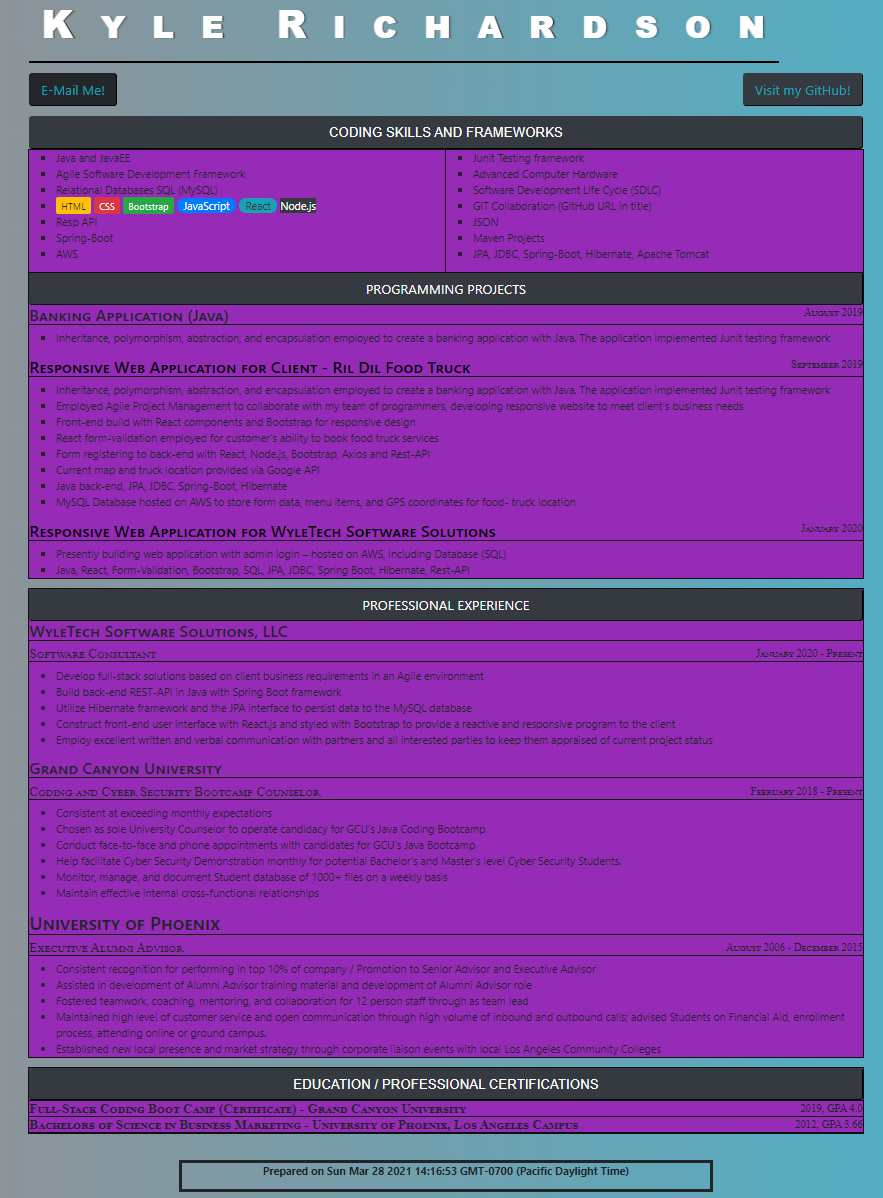 Kyle Richardson
E-Mail Me!
Visit my GitHub!
CODING SKILLS AND FRAMEWORKS
Java and JavaEE
Agile Software Development Framework
Relational Databases SQL (MySQL)
HTML CSS Bootstrap JavaScript React Node.js
Resp API
Spring-Boot
AWS
Junit Testing framework
Advanced Computer Hardware
Software Development Life Cycle (SDLC)
GIT Collaboration (GitHub URL in title)
JSON
Maven Projects
JPA, JDBC, Spring-Boot, Hibernate, Apache Tomcat
PROGRAMMING PROJECTS
Banking Application (Java) August 2019
Inheritance, polymorphism, abstraction, and encapsulation employed to create a banking application with Java. The application implemented Junit testing framework
Responsive Web Application for Client - Ril Dil Food Truck September 2019
Inheritance, polymorphism, abstraction, and encapsulation employed to create a banking application with Java. The application implemented Junit testing framework
Employed Agile Project Management to collaborate with my team of programmers, developing responsive website to meet client's business needs
Front-end build with React components and Bootstrap for responsive design
React form-validation employed for customer's ability to book food truck services
Form registering to back-end with React, Node.js, Bootstrap, Axios and Rest-API
Current map and truck location provided via Google API
Java back-end, JPA, JDBC, Spring-Boot, Hibernate
MySQL Database hosted on AWS to store form data, menu items, and GPS coordinates for food- truck location
Responsive Web Application for WyleTech Software Solutions January 2020
Presently building web application with admin login – hosted on AWS, including Database (SQL)
Java, React, Form-Validation, Bootstrap, SQL, JPA, JDBC, Spring Boot, Hibernate, Rest-API
PROFESSIONAL EXPERIENCE
WyleTech Software Solutions, LLC
Software Consultant January 2020 - Present
Develop full-stack solutions based on client business requirements in an Agile environment
Build back-end REST-API in Java with Spring Boot framework
Utilize Hibernate framework and the JPA interface to persist data to the MySQL database
Construct front-end user interface with React.js and styled with Bootstrap to provide a reactive and responsive program to the client
Employ excellent written and verbal communication with partners and all interested parties to keep them appraised of current project status
Grand Canyon University
Coding and Cyber Security Bootcamp Counselor February 2018 - Present
Consistent at exceeding monthly expectations
Chosen as sole University Counselor to operate candidacy for GCU's Java Coding Bootcamp
Conduct face-to-face and phone appointments with candidates for GCU's Java Bootcamp
Help facilitate Cyber Security Demonstration monthly for potential Bachelor's and Master's level Cyber Security Students.
Monitor, manage, and document Student database of 1000+ files on a weekly basis
Maintain effective internal cross-functional relationships
University of Phoenix
Executive Alumni Advisor August 2006 - December 2015
Consistent recognition for performing in top 10% of company / Promotion to Senior Advisor and Executive Advisor
Assisted in development of Alumni Advisor training material and development of Alumni Advisor role
Fostered teamwork, coaching, mentoring, and collaboration for 12 person staff through as team lead
Maintained high level of customer service and open communication through high volume of inbound and outbound calls; advised Students on Financial Aid, enrollment
process, attending online or ground campus.
Established new local presence and market strategy through corporate liaison events with local Los Angeles Community Colleges
EDUCATION / PROFESSIONAL CERTIFICATIONS
Full-Stack Coding Boot Camp (Certificate) - Grand Canyon University 2019, GPA 4.0
Bachelors of Science in Business Marketing - University of Phoenix, Los Angeles Campus 2012, GPA 3.66
Prepared on Sun Mar 28 2021 14:16:53 GMT-0700 (Pacific Daylight Time)